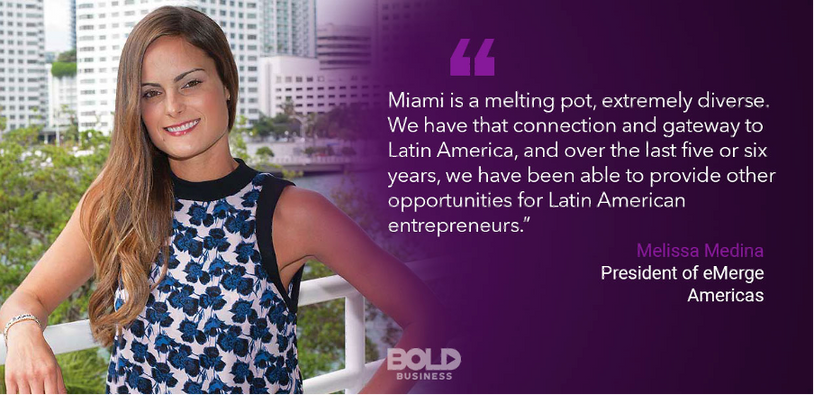 “
Miami is a melting pot, extremely diverse.
We have that connection and gateway to
Latin America, and over the last five or six
years, we have been able to provide other
opportunities for Latin American
entrepreneurs.”
Melissa Medina
President of eMerge
Americas
BOLD
BUSINESS